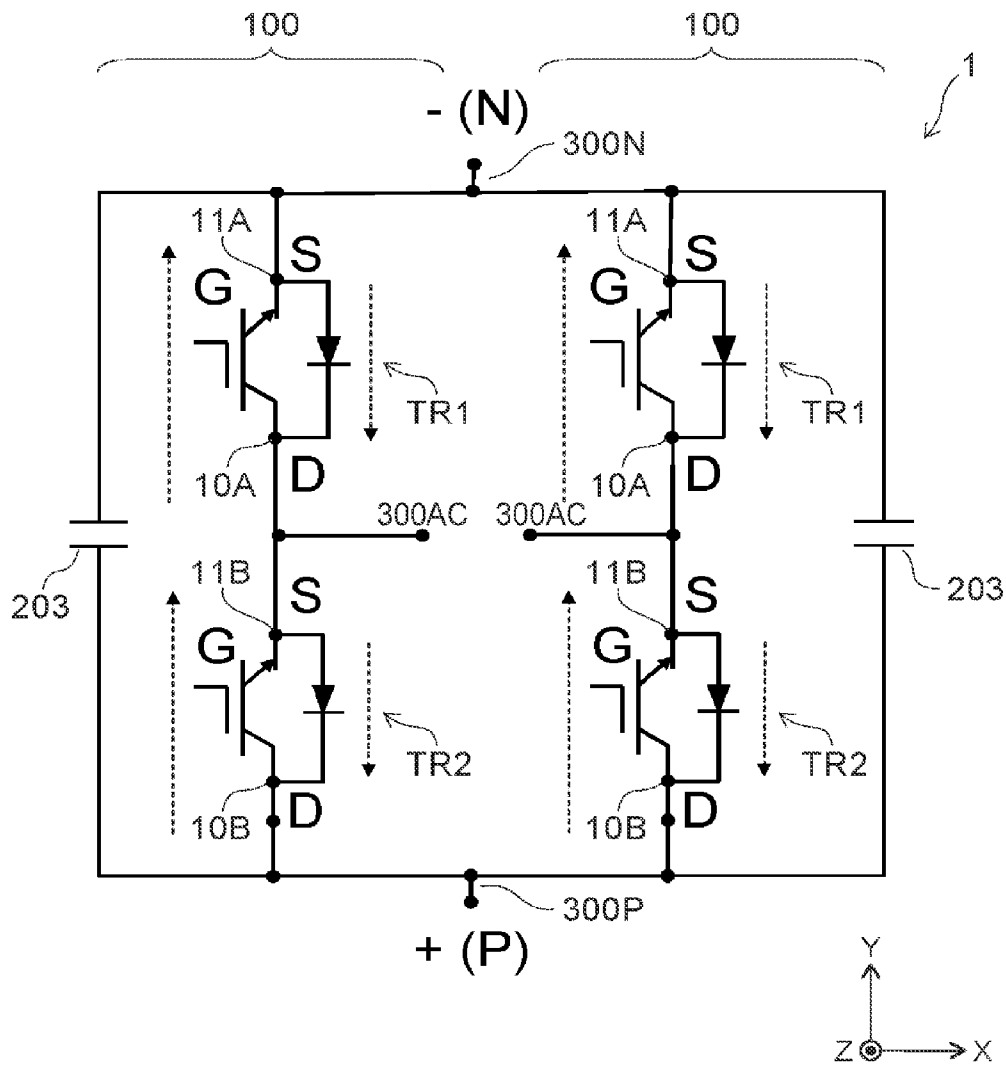 100 100
1
- (N)
300N
11A S 11A S
G G
TR1 TR1
10A D 10A D
300AC 300AC
203 11B S 11B S 203
G G
TR2 TR2
10B D 10B D
300P
+ (P)
Y
Z X